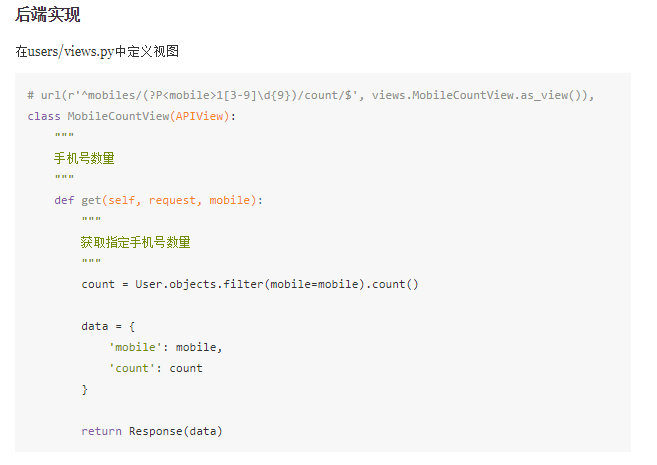 后端实现
在users/views.py中定义视图
# url(r'^mobiles/(?P<mobile>1[3-9]\d{9})/count/$', views.MobileCountView.as_view()),
class MobileCountView(APIView):
    """
    手机号数量
    """
    def get(self, request, mobile):
        """
        获取指定手机号数量
        """
        count = User.objects.filter(mobile=mobile).count()
        data = {
            'mobile': mobile,
            'count': count
        }
        return Response(data)